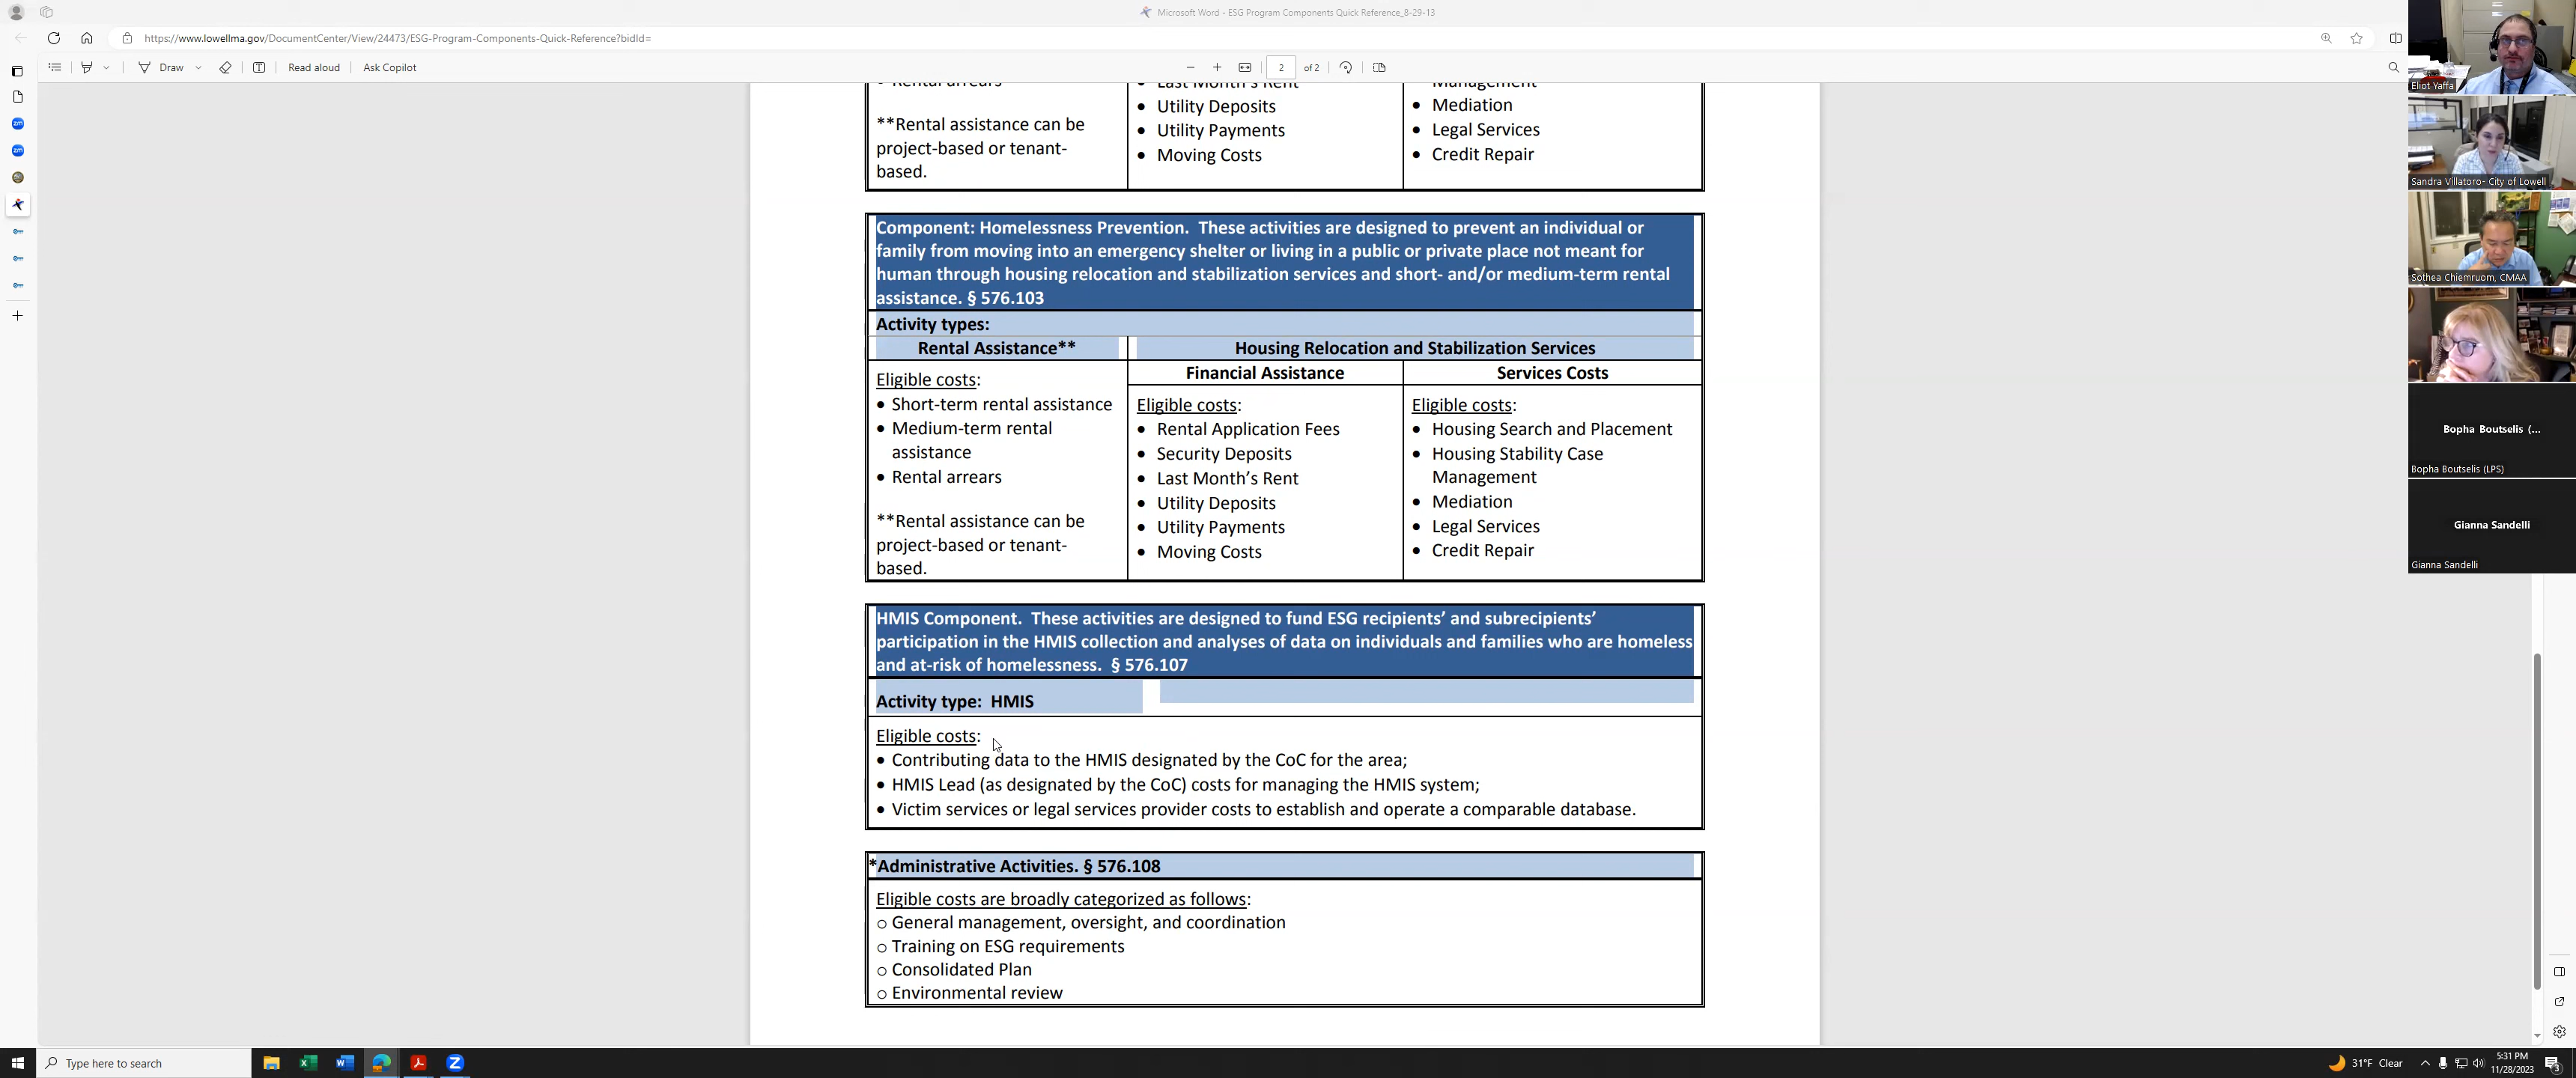 Microsoft Word - ESG Program Components Quick Reference_8-29-13
https://www.lowellma.gov/DocumentCenter/View/24473/ESG-Program-Components-Quick-Reference?bidId=
Draw
Read aloud
Ask Copilot
2
of 2
• Rental arrears
**Rental assistance can be
project-based or tenant-
based.
• Last Month's Rent
• Utility Deposits
• Utility Payments
• Moving Costs
Management
• Mediation
• Legal Services
• Credit Repair
Component: Homelessness Prevention. These activities are designed to prevent an individual or
family from moving into an emergency shelter or living in a public or private place not meant for
human through housing relocation and stabilization services and short- and/or medium-term rental
assistance. § 576.103
Activity types:
Rental Assistance**
Housing Relocation and Stabilization Services
Eligible costs:
• Short-term rental assistance
• Medium-term rental
assistance
• Rental arrears
**Rental assistance can be
project-based or tenant-
based.
Financial Assistance
Eligible costs:
• Rental Application Fees
• Security Deposits
• Last Month's Rent
• Utility Deposits
• Utility Payments
• Moving Costs
Services Costs
Eligible costs:
• Housing Search and Placement
• Housing Stability Case
Management
• Mediation
• Legal Services
• Credit Repair
HMIS Component. These activities are designed to fund ESG recipients' and subrecipients'
participation in the HMIS collection and analyses of data on individuals and families who are homeless
and at-risk of homelessness. § 576.107
Activity type: HMIS
Eligible costs:
• Contributing data to the HMIS designated by the CoC for the area;
• HMIS Lead (as designated by the CoC) costs for managing the HMIS system;
• Victim services or legal services provider costs to establish and operate a comparable database.
*Administrative Activities. § 576.108
Eligible costs are broadly categorized as follows:
○ General management, oversight, and coordination
○ Training on ESG requirements
○ Consolidated Plan
○ Environmental review
Eliot Yaffa
Sandra Villatoro- City of Lowell
Sothea Chiemruom, CMAA
Bopha Boutselis (...
Bopha Boutselis (LPS)
Gianna Sandelli
Gianna Sandelli
Type here to search
31°F Clear
5:31 PM
11/28/2023
3